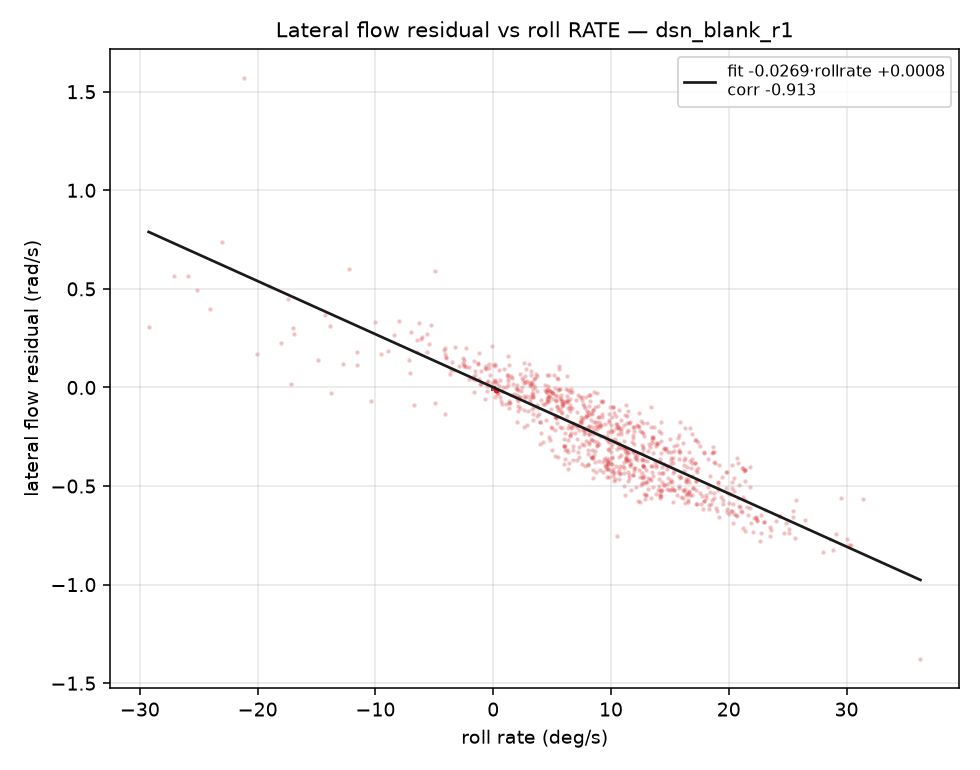 Lateral flow residual vs roll RATE — dsn_blank_r1
fit -0.0269·rollrate +0.0008
corr -0.913
lateral flow residual (rad/s)
1.5
1.0
0.5
0.0
−0.5
−1.0
−1.5
−30 −20 −10 0 10 20 30
roll rate (deg/s)